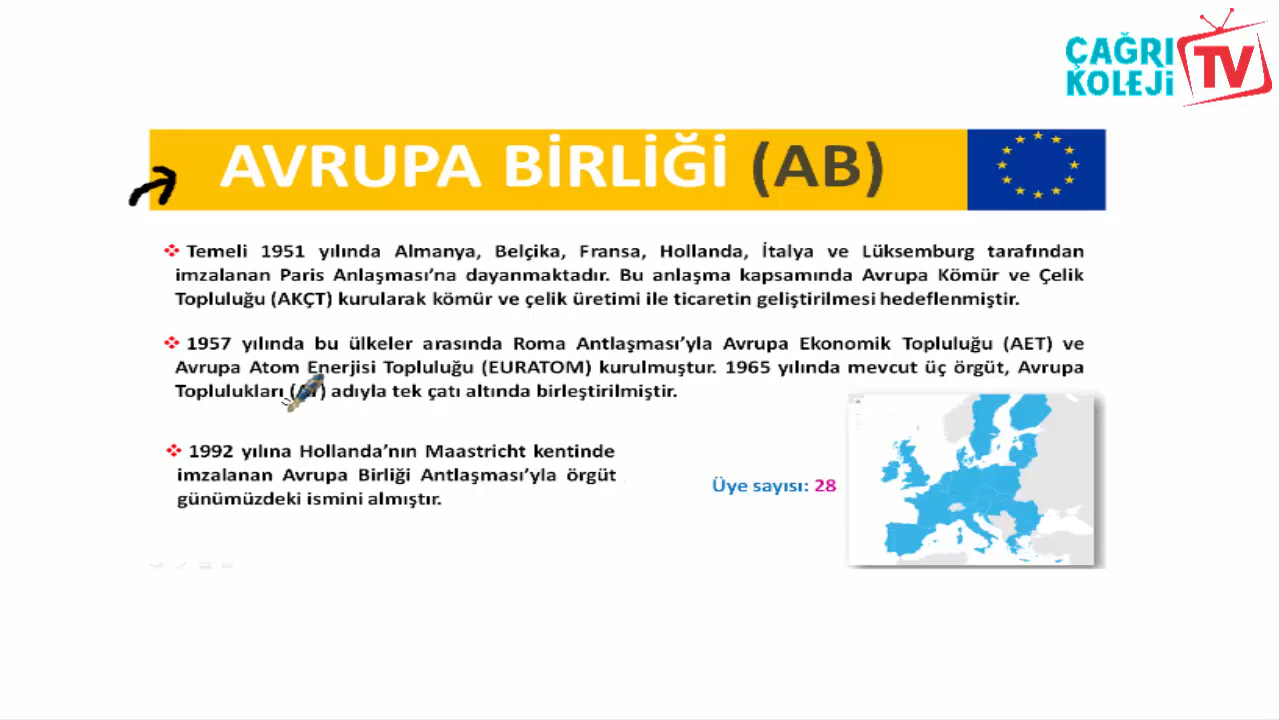 ÇAĞRI
KOLEJİ
TV
AVRUPA BİRLİĞİ (AB)
Temeli 1951 yılında Almanya, Belçika, Fransa, Hollanda, İtalya ve Lüksemburg tarafından
imzalanan Paris Anlaşması’na dayanmaktadır. Bu anlaşma kapsamında Avrupa Kömür ve Çelik
Topluluğu (AKÇT) kurularak kömür ve çelik üretimi ile ticaretin geliştirilmesi hedeflenmiştir.
1957 yılında bu ülkeler arasında Roma Antlaşması’yla Avrupa Ekonomik Topluluğu (AET) ve
Avrupa Atom Enerjisi Topluluğu (EURATOM) kurulmuştur. 1965 yılında mevcut üç örgüt, Avrupa
Toplulukları adıyla tek çatı altında birleştirilmiştir.
1992 yılına Hollanda’nın Maastricht kentinde
imzalanan Avrupa Birliği Antlaşması’yla örgüt
günümüzdeki ismini almıştır.
Üye sayısı: 28